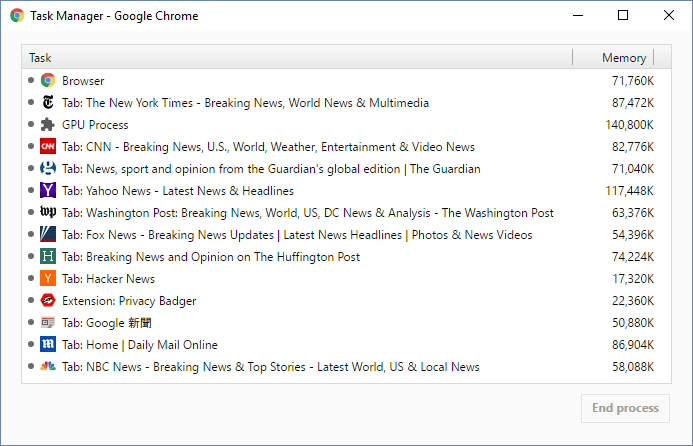 Task Manager - Google Chrome
Task Memory
Browser 71,760K
Tab: The New York Times - Breaking News, World News & Multimedia 87,472K
GPU Process 140,800K
CNN Tab: CNN - Breaking News, U.S., World, Weather, Entertainment & Video News 82,776K
Tab: News, sport and opinion from the Guardian's global edition | The Guardian 71,040K
Tab: Yahoo News - Latest News & Headlines 117,448K
wp Tab: Washington Post: Breaking News, World, US, DC News & Analysis - The Washington Post 63,376K
Tab: Fox News - Breaking News Updates | Latest News Headlines | Photos & News Videos 54,396K
H Tab: Breaking News and Opinion on The Huffington Post 74,224K
Y Tab: Hacker News 17,320K
Extension: Privacy Badger 22,360K
Tab: Google 新聞 50,880K
m Tab: Home | Daily Mail Online 86,904K
Tab: NBC News - Breaking News & Top Stories - Latest World, US & Local News 58,088K
End process